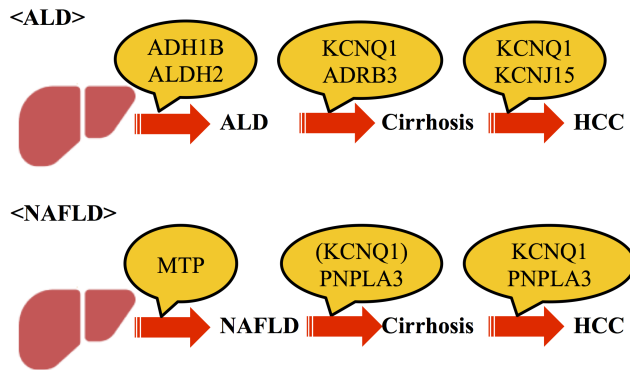 <ALD>
ADH1B
ALDH2
KCNQ1
ADRB3
KCNQ1
KCNJ15
ALD
Cirrhosis
HCC
<NAFLD>
MTP
(KCNQ1)
PNPLA3
KCNQ1
PNPLA3
NAFLD
Cirrhosis
HCC